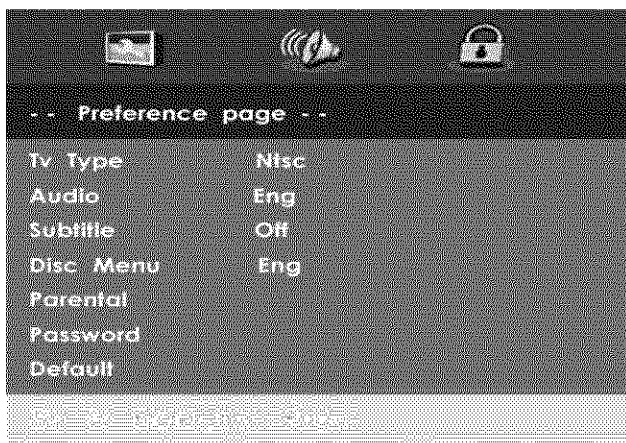 -- Preference page --
Tv Type Ntsc
Audio Eng
Subtitle Off
Disc Menu Eng
Parental
Password
Default